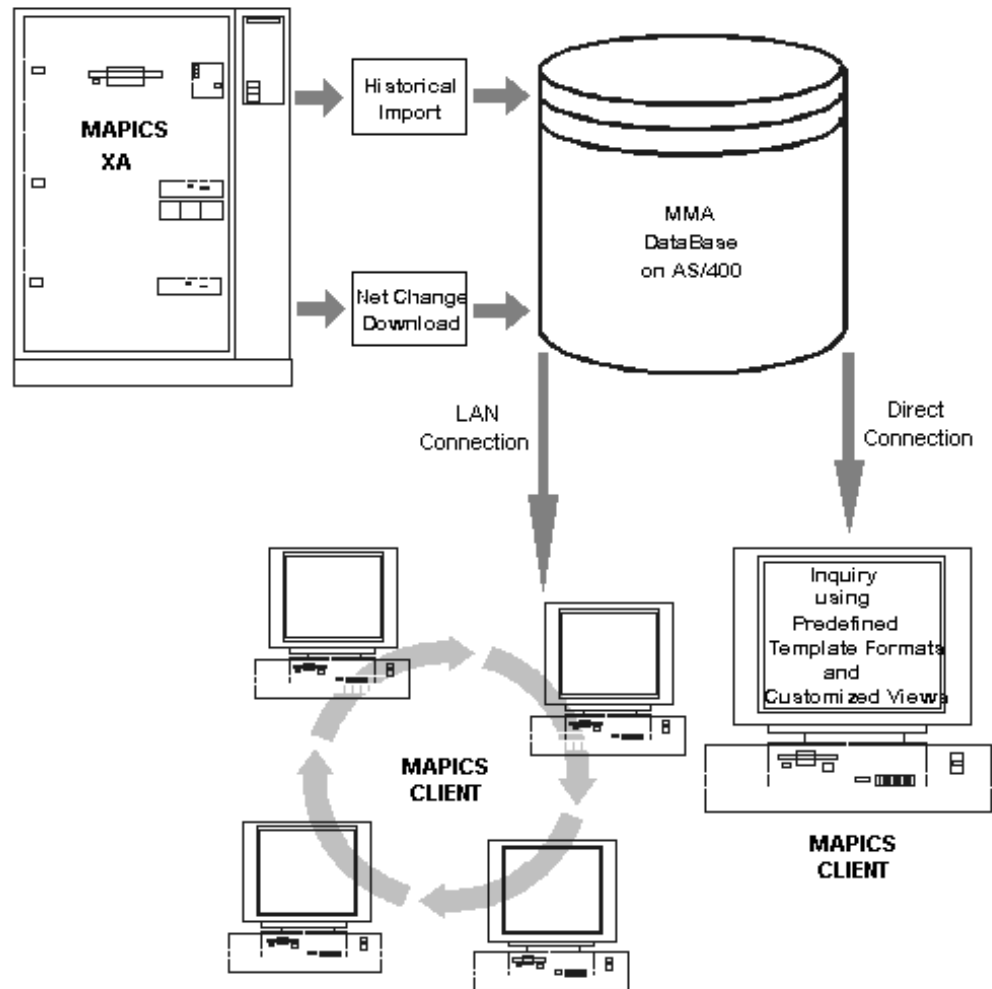 MAPICS
XA
Historical
Import
Net Change
Download
MMA
DataBase
on AS/400
LAN
Connection
Direct
Connection
Inquiry
using
Predefined
Template Formats
and
Customized Views
MAPICS
CLIENT
MAPICS
CLIENT